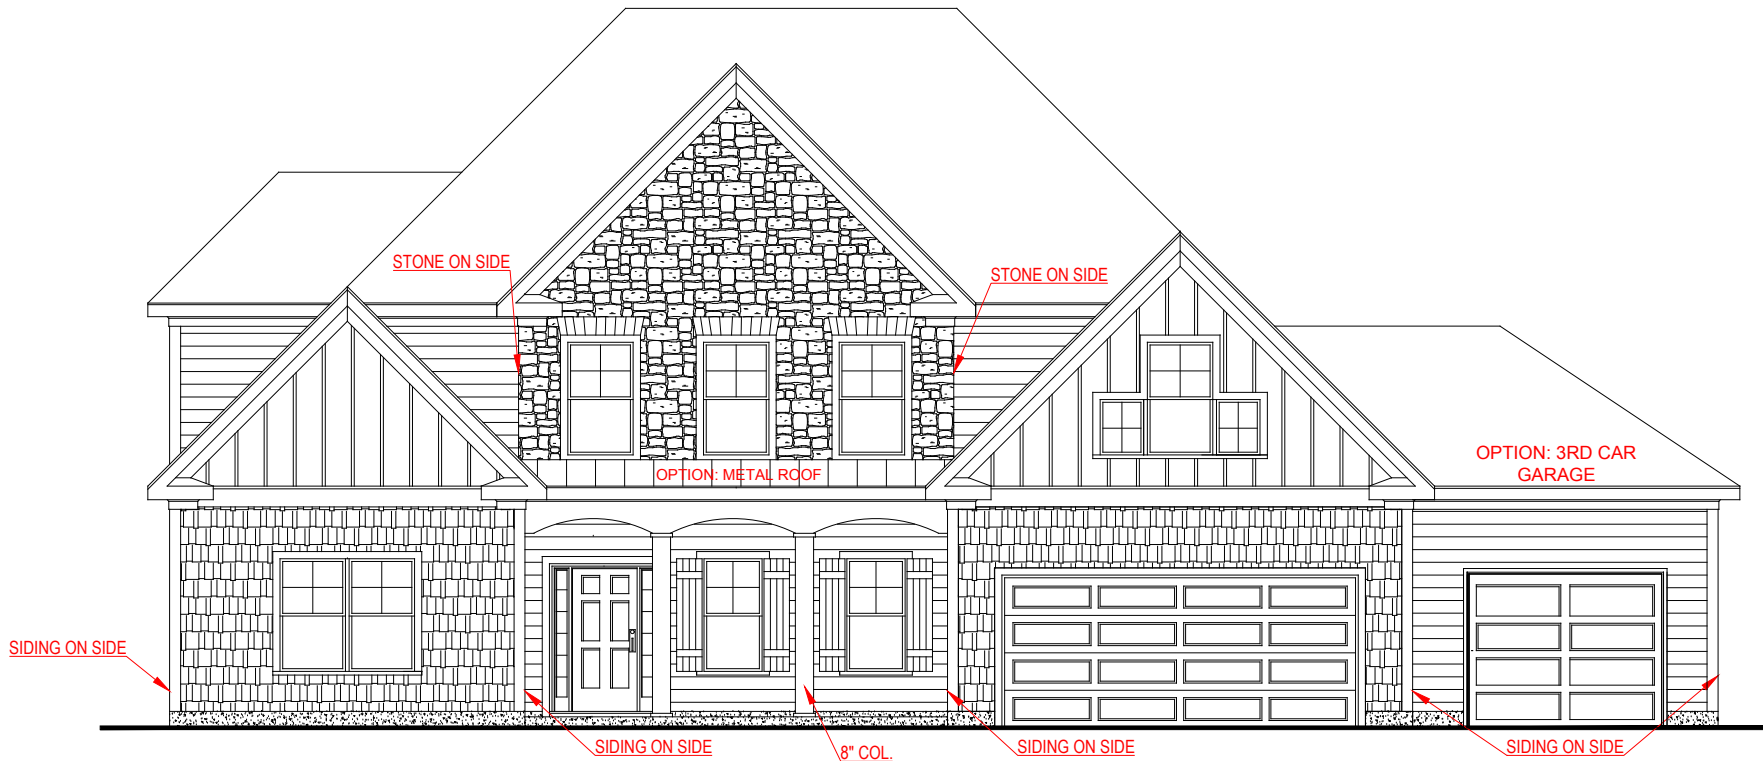 STONE ON SIDE
STONE ON SIDE
OPTION: METAL ROOF
OPTION: 3RD CAR
GARAGE
SIDING ON SIDE
SIDING ON SIDE
8" COL.
SIDING ON SIDE
SIDING ON SIDE